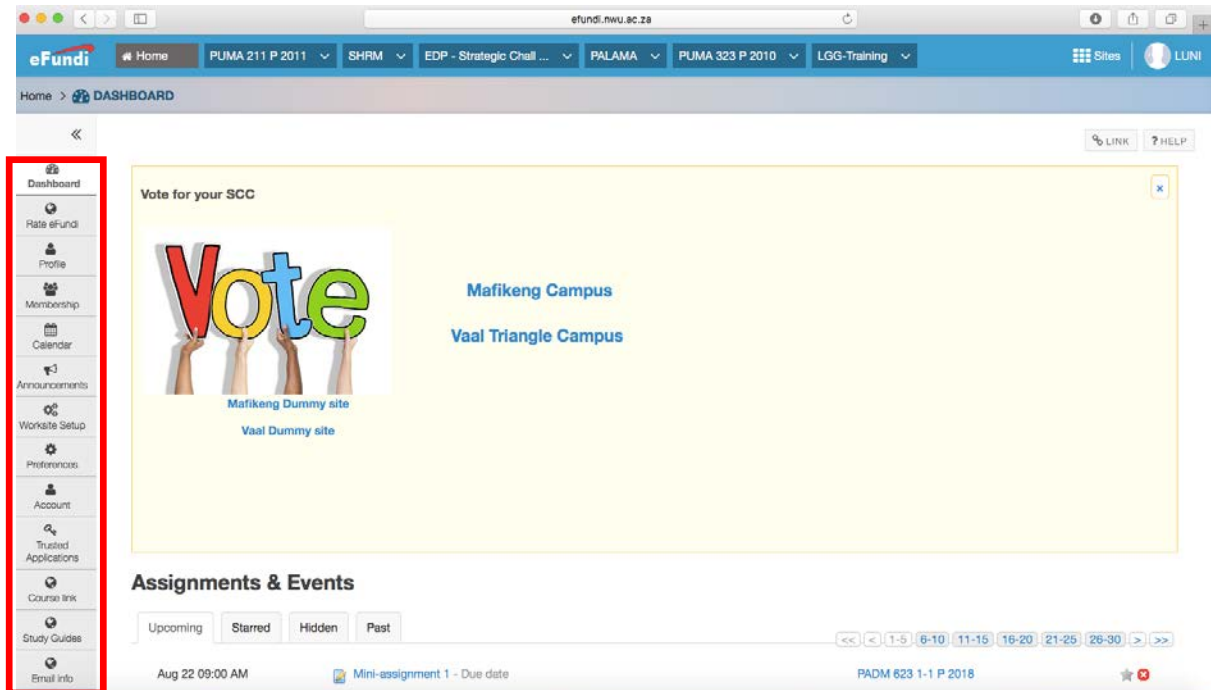 efundi.nwu.ac.za
eFundi
Home
PUMA 211 P 2011
SHRM
EDP - Strategic Chall ...
PALAMA
PUMA 323 P 2010
LGG-Training
Sites
LUNI
Home > DASHBOARD
«
LINK
? HELP
Dashboard
Rate eFundi
Profile
Membership
Calendar
Announcements
Worksite Setup
Preferences
Account
Trusted
Applications
Course link
Study Guides
Email info
Vote for your SCC
x
Vote
Mafikeng Campus
Vaal Triangle Campus
Mafikeng Dummy site
Vaal Dummy site
Assignments & Events
Upcoming Starred Hidden Past
<< < 1-5 6-10 11-15 16-20 21-25 26-30 > >>
Aug 22 09:00 AM Mini-assignment 1 - Due date PADM 623 1-1 P 2018